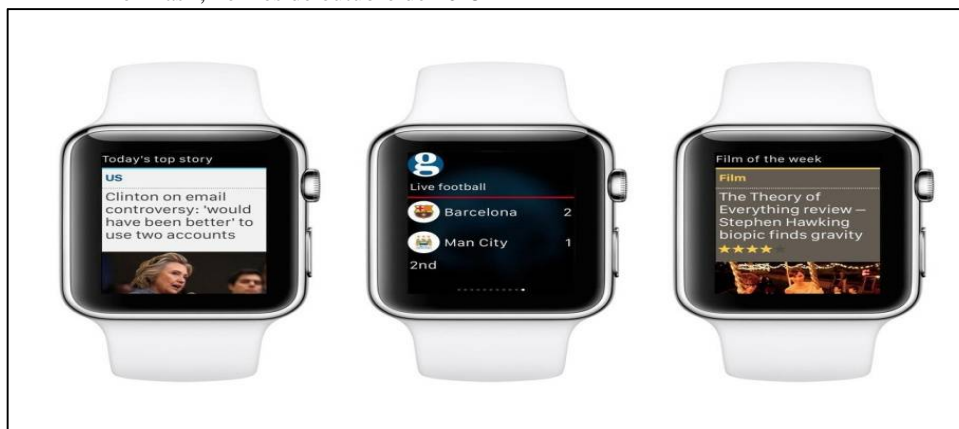 Today's top story
US
Clinton on email
controversy: 'would
have been better' to
use two accounts
g
Live football
Barcelona 2
Man City 1
2nd
Film of the week
Film
The Theory of
Everything review –
Stephen Hawking
biopic finds gravity